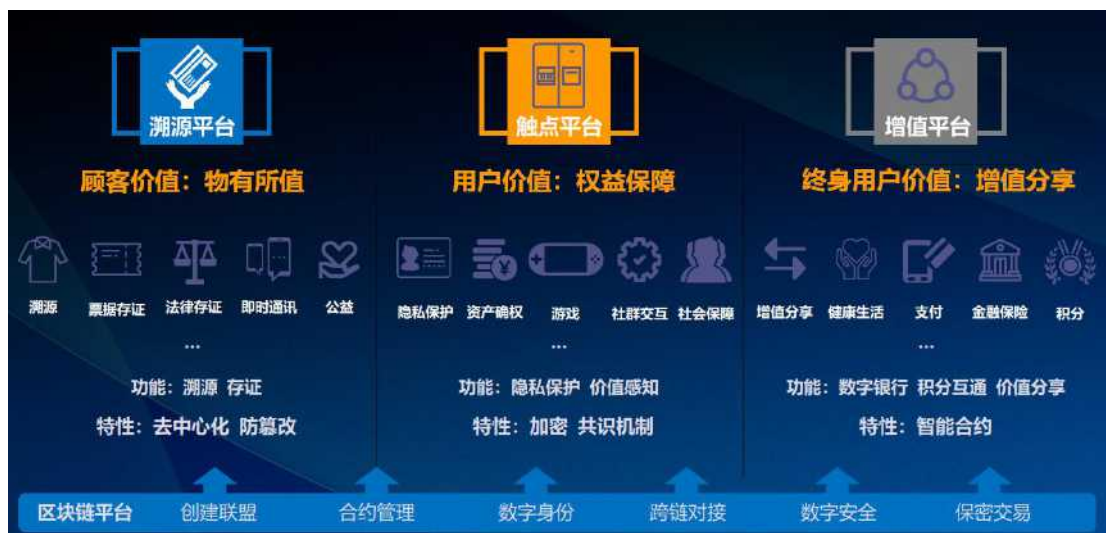 溯源平台
顾客价值：物有所值
溯源 票据存证 法律存证 即时通讯 公益
...
功能：溯源 存证
特性：去中心化 防篡改
触点平台
用户价值：权益保障
隐私保护 资产确权 游戏 社群交互 社会保障
...
功能：隐私保护 价值感知
特性：加密 共识机制
增值平台
终身用户价值：增值分享
增值分享 健康生活 支付 金融保险 积分
...
功能：数字银行 积分互通 价值分享
特性：智能合约
区块链平台 创建联盟 合约管理 数字身份 跨链对接 数字安全 保密交易